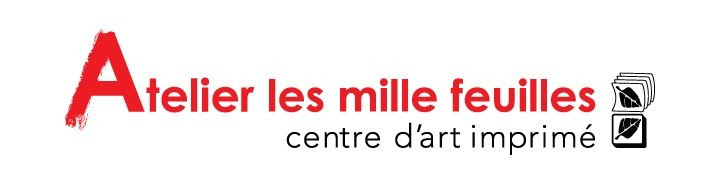 Atelier les mille feuilles
centre d'art imprimé